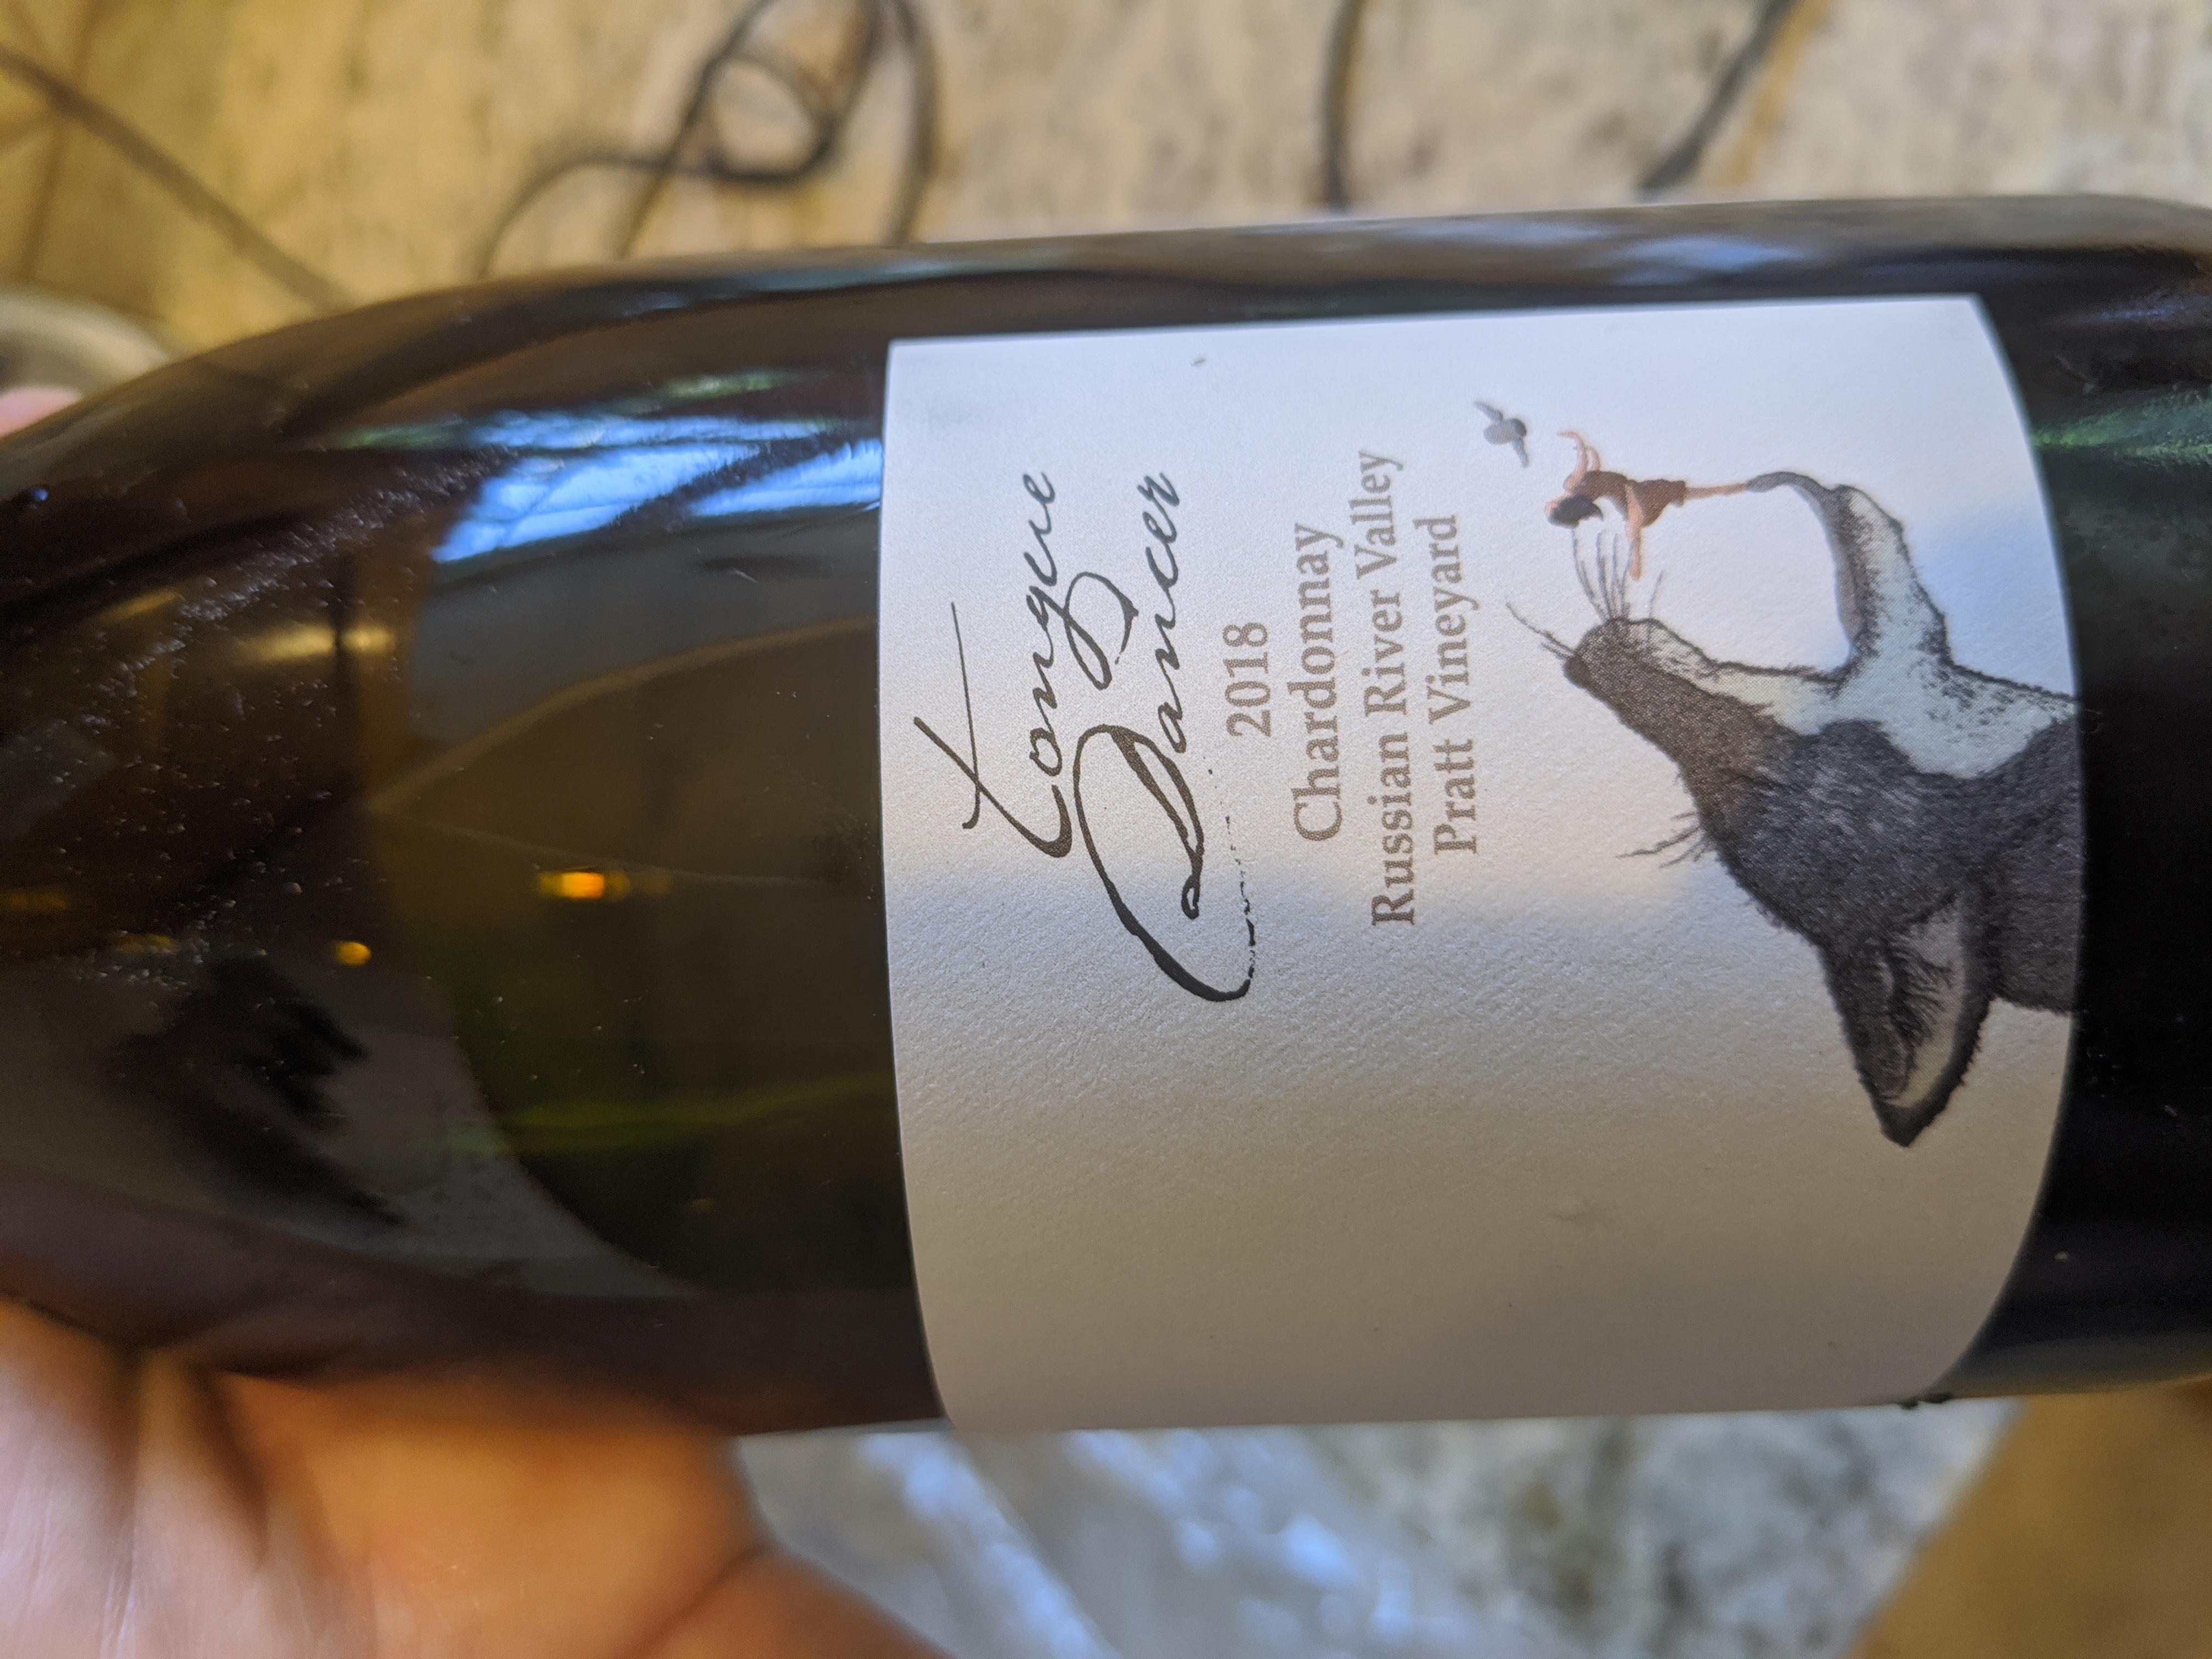 tongue
Dancer
2018
Chardonnay
Russian River Valley
Pratt Vineyard